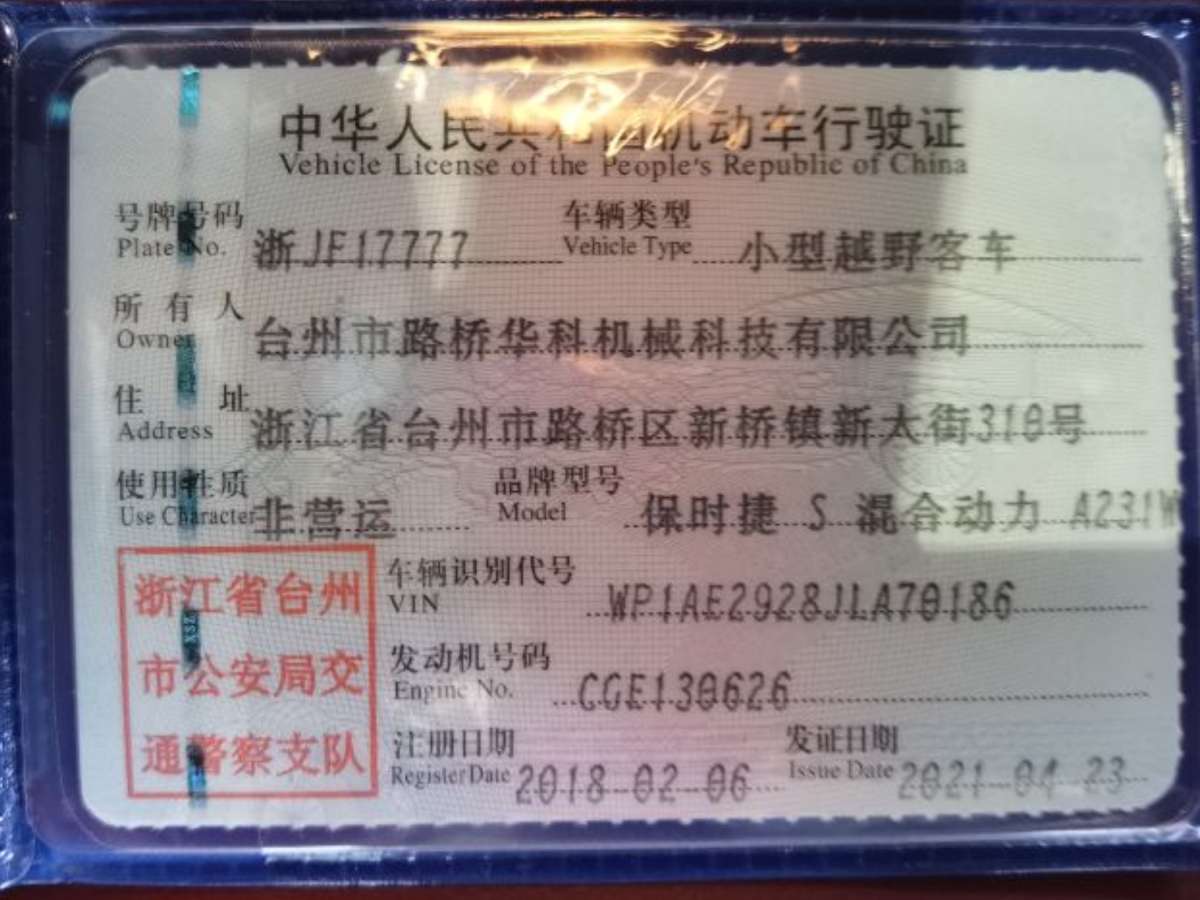 中华人民共和国机动车行驶证
Vehicle License of the People's Republic of China
号牌号码 浙JF17777 车辆类型 小型越野客车
Plate No. Vehicle Type
所有人 台州市路桥华科机械科技有限公司
Owner
住址 浙江省台州市路桥区新桥镇新大街310号
Address
使用性质 非营运 品牌型号 保时捷 S 混合动力 A231W
Use Character Model
浙江省台州
市公安局交
通警察支队
车辆识别代号 WP1AE2928JLA70186
VIN
发动机号码 CGE130626
Engine No.
注册日期 2018-02-06 发证日期 2021-04-23
Register Date Issue Date